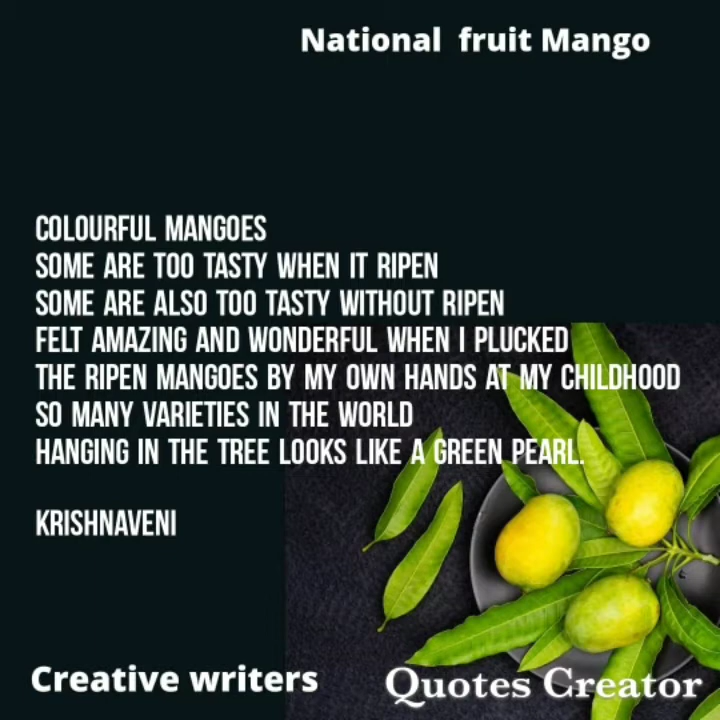 National fruit Mango
COLOURFUL MANGOES
SOME ARE TOO TASTY WHEN IT RIPEN
SOME ARE ALSO TOO TASTY WITHOUT RIPEN
FELT AMAZING AND WONDERFUL WHEN I PLUCKED
THE RIPEN MANGOES BY MY OWN HANDS AT MY CHILDHOOD
SO MANY VARIETIES IN THE WORLD
HANGING IN THE TREE LOOKS LIKE A GREEN PEARL.
KRISHNAVENI
Creative writers
Quotes Creator